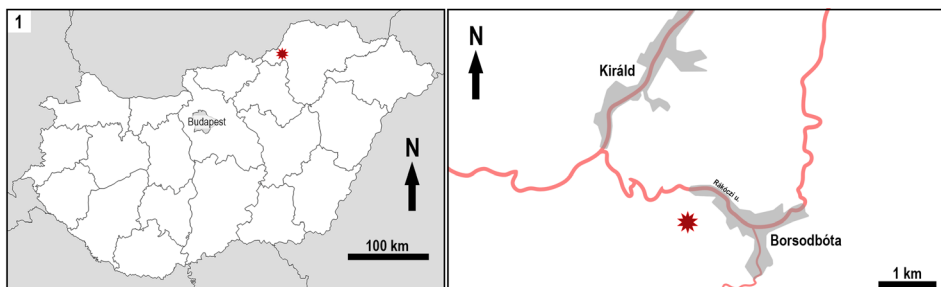 1
Budapest
N
100 km
N
Királd
Rákóczi u.
Borsodbóta
1 km